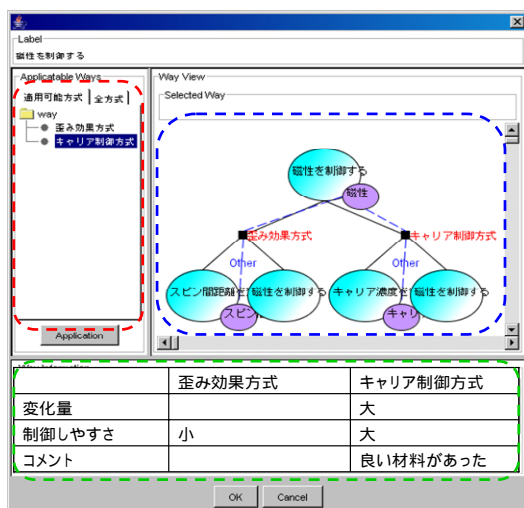 Label
磁性を制御する
Applicatable Ways
適用可能方式 全方式
way
歪み効果方式
キャリア制御方式
Application
Way View
Selected Way
磁性を制御する
磁性
歪み効果方式 キャリア制御方式
Other Other
スピン間距離を 磁性を制御する キャリア濃度を 磁性を制御する
スピン キャリ
歪み効果方式 キャリア制御方式
変化量 大
制御しやすさ 小 大
コメント 良い材料があった
OK Cancel